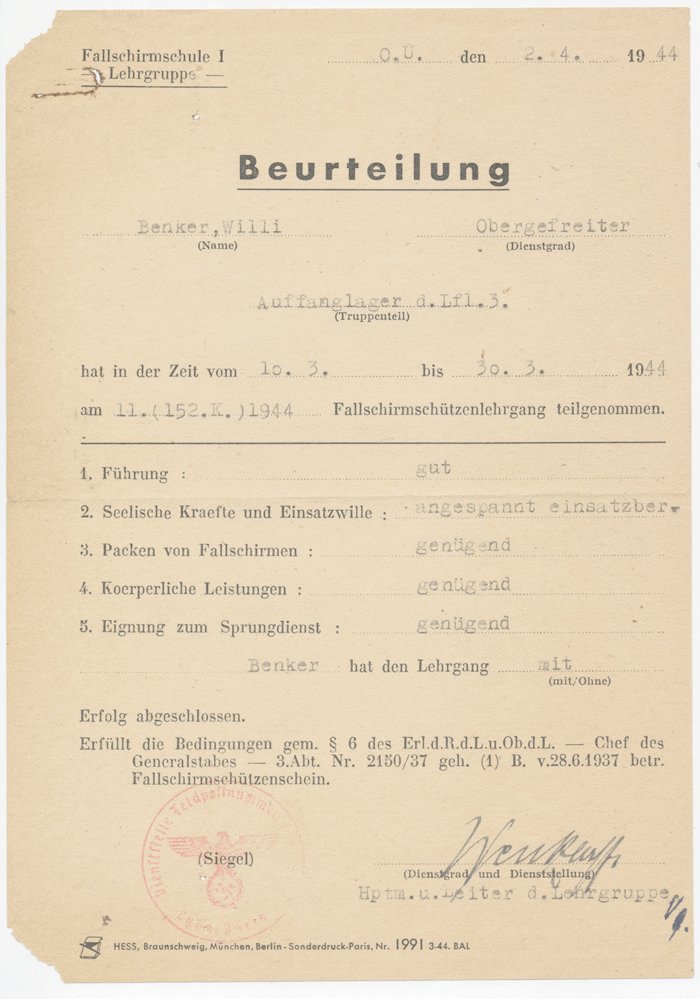 Fallschirmschule I
— Lehrgruppe —
O.U. den 2. 4. 1944
Beurteilung
Benker,Willi Obergefreiter
(Name) (Dienstgrad)
Auffanglager d.Lfl.3.
(Truppenteil)
hat in der Zeit vom 10. 3. bis 30. 3. 1944
am 11.(152.K.)1944 Fallschirmschützenlehrgang teilgenommen.
1. Führung : gut
2. Seelische Kraefte und Einsatzwille : angespannt einsatzber.
3. Packen von Fallschirmen : genügend
4. Koerperliche Leistungen : genügend
5. Eignung zum Sprungdienst : genügend
Benker hat den Lehrgang mit
(mit/Ohne)
Erfolg abgeschlossen.
Erfüllt die Bedingungen gem. § 6 des Erl.d.R.d.L.u.Ob.d.L. — Chef des
Generalstabes — 3.Abt. Nr. 2150/37 geh. (1) B. v.28.6.1937 betr.
Fallschirmschützenschein.
Dienststelle Feldpostnummer
(Siegel)
(Dienstgrad und Dienststellung)
Hptm.u.Leiter d.Lehrgruppe
HESS, Braunschweig, München, Berlin - Sonderdruck-Paris, Nr. 1991 3-44. BAL